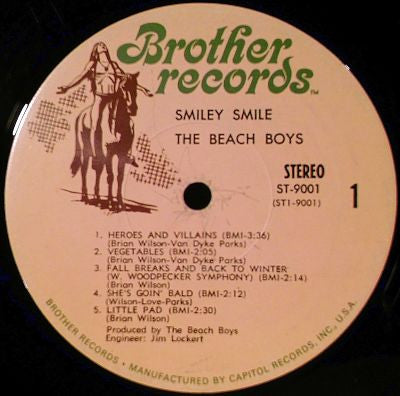 Brother
records™
SMILEY SMILE
THE BEACH BOYS
STEREO
ST-9001
(ST1-9001)
1
1. HEROES AND VILLAINS (BMI-3:36)
(Brian Wilson-Van Dyke Parks)
2. VEGETABLES (BMI-2:05)
(Brian Wilson-Van Dyke Parks)
3. FALL BREAKS AND BACK TO WINTER
(W. WOODPECKER SYMPHONY) (BMI-2:14)
(Brian Wilson)
4. SHE'S GOIN' BALD (BMI-2:12)
(Wilson-Love-Parks)
5. LITTLE PAD (BMI-2:30)
(Brian Wilson)
Produced by The Beach Boys
Engineer: Jim Lockert
BROTHER RECORDS • MANUFACTURED BY CAPITOL RECORDS, INC., U.S.A.